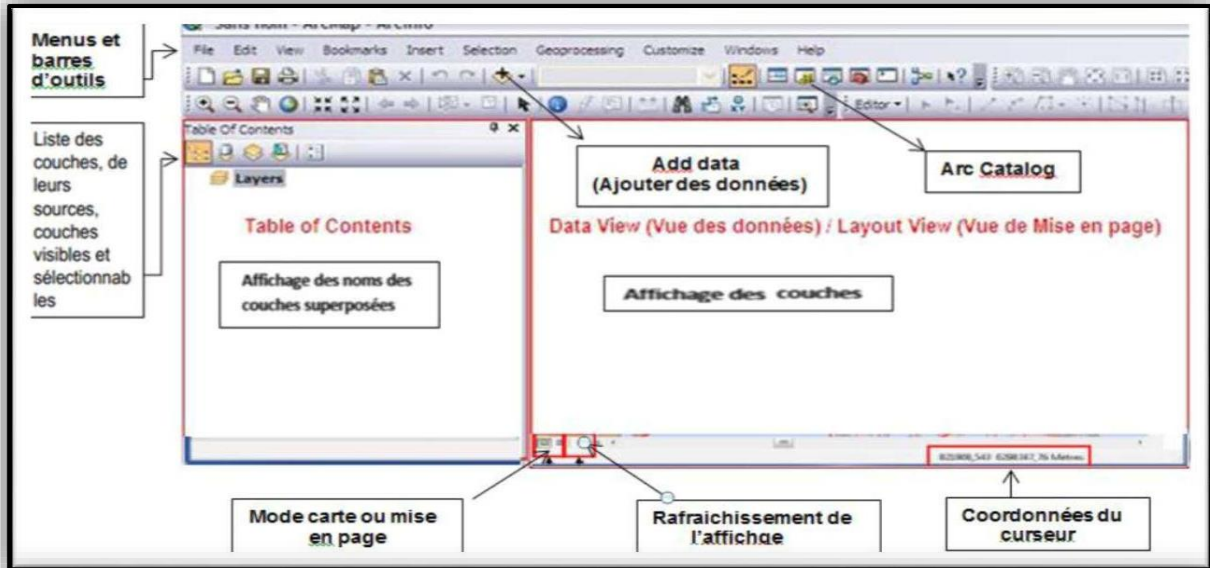 Sans nom - ArcMap - ArcInfo
Menus et
barres
d'outils
File Edit View Bookmarks Insert Selection Geoprocessing Customize Windows Help
Editor
Table Of Contents
Layers
Liste des
couches, de
leurs
sources,
couches
visibles et
sélectionnab
les
Add data
(Ajouter des données)
Arc Catalog
Table of Contents
Data View (Vue des données) / Layout View (Vue de Mise en page)
Affichage des noms des
couches superposées
Affichage des couches
Mètres
Mode carte ou mise
en page
Rafraichissement de
l'affichge
Coordonnées du
curseur